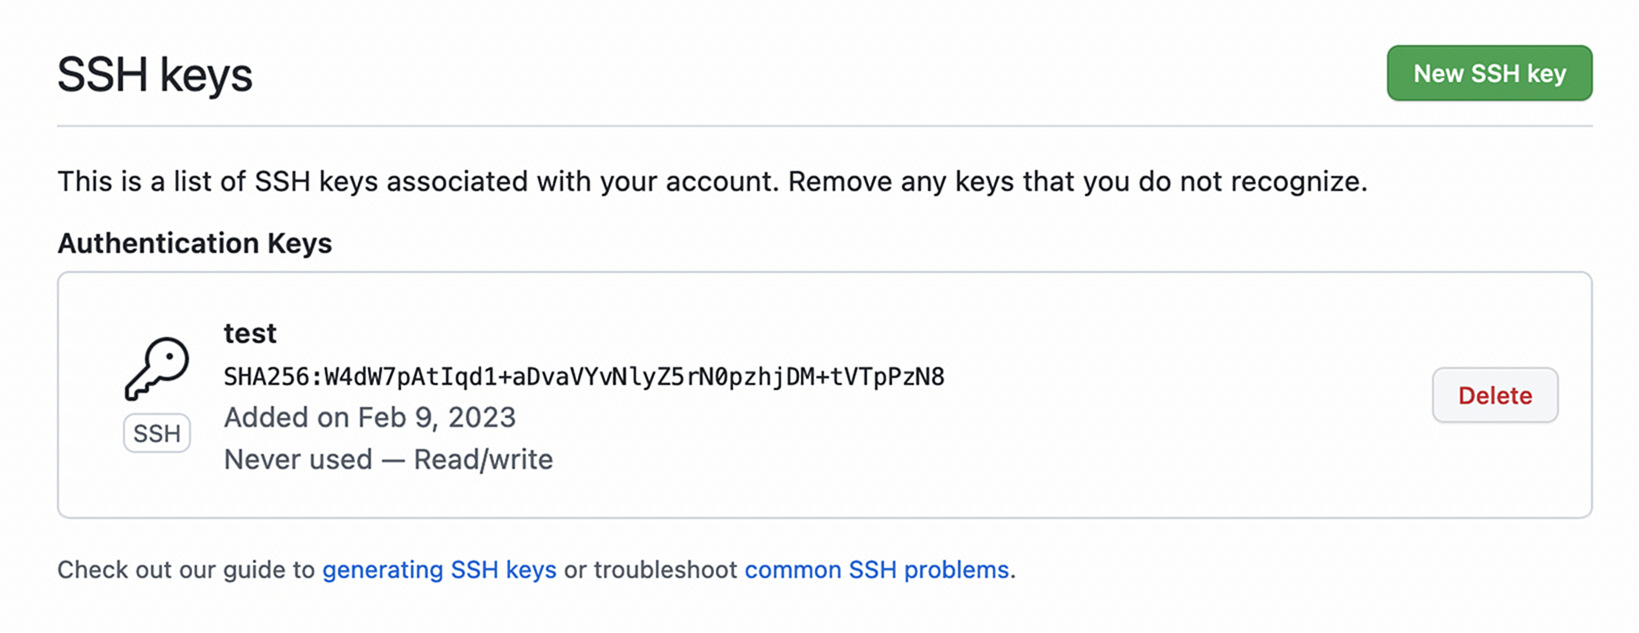 SSH keys
New SSH key
This is a list of SSH keys associated with your account. Remove any keys that you do not recognize.
Authentication Keys
test
SHA256:W4dW7pAtIqd1+aDvaVYvNlyZ5rN0pzhjDM+tVTpPzN8
Added on Feb 9, 2023
Never used — Read/write
SSH
Delete
Check out our guide to generating SSH keys or troubleshoot common SSH problems.